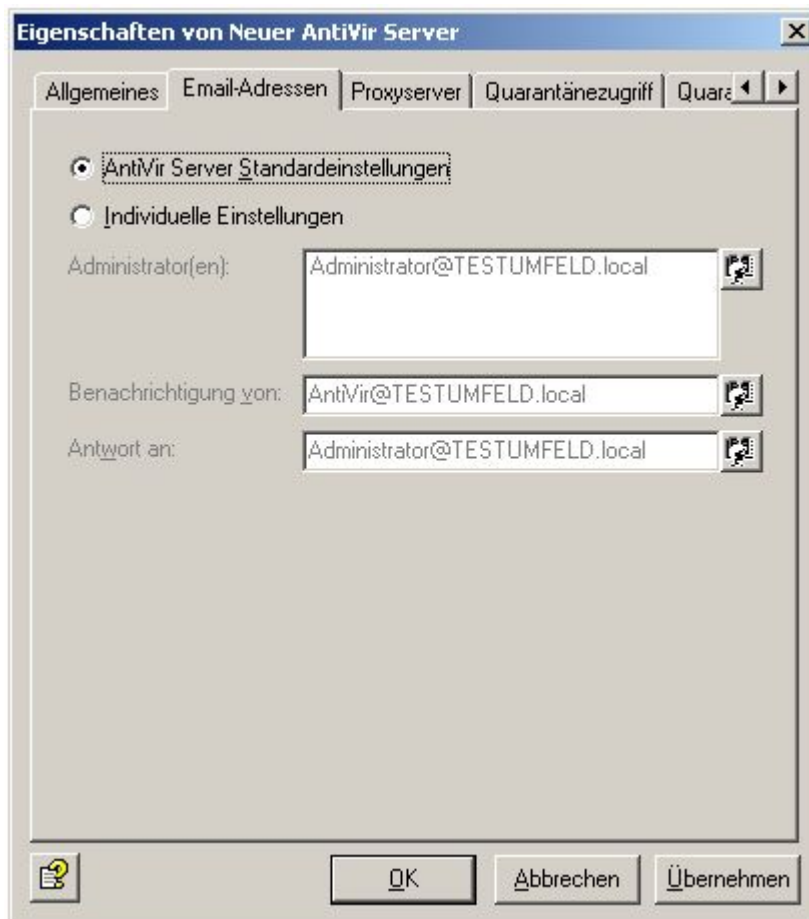 Eigenschaften von Neuer AntiVir Server
Allgemeines Email-Adressen Proxyserver Quarantänezugriff Quara
AntiVir Server Standardeinstellungen
Individuelle Einstellungen
Administrator(en): Administrator@TESTUMFELD.local
Benachrichtigung von: AntiVir@TESTUMFELD.local
Antwort an: Administrator@TESTUMFELD.local
OK Abbrechen Übernehmen